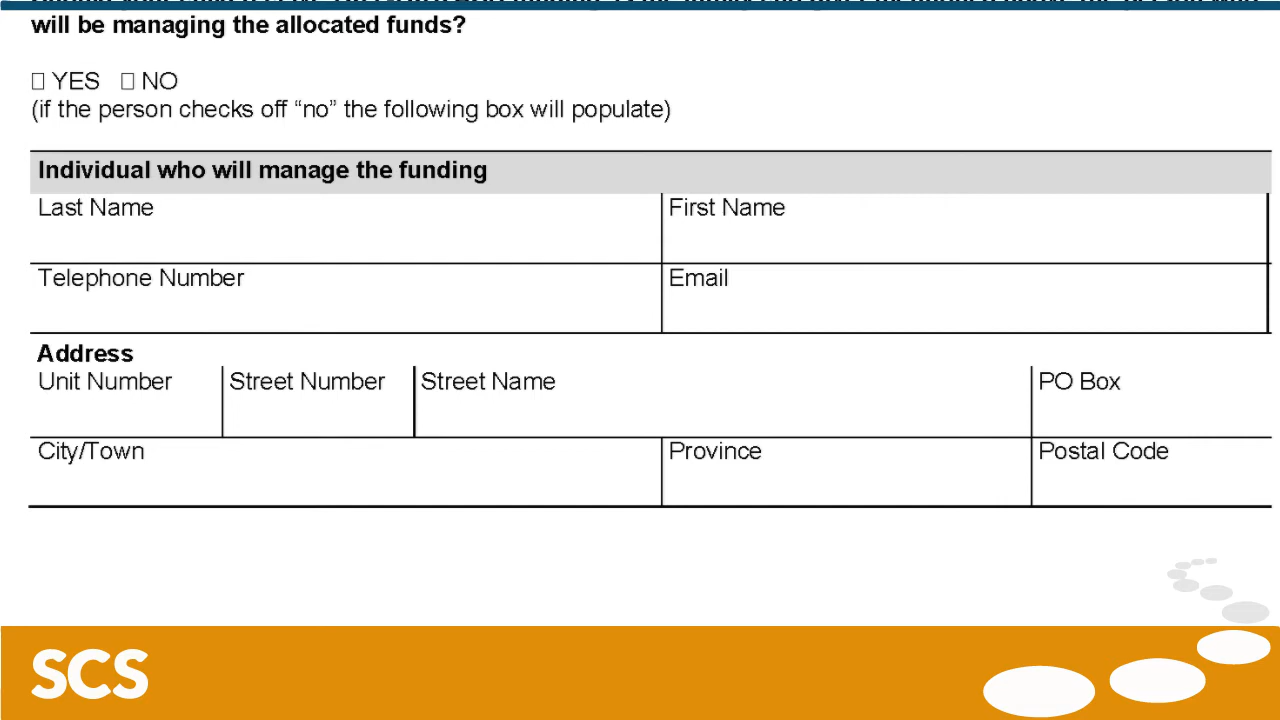 will be managing the allocated funds?
☐ YES ☐ NO
(if the person checks off “no” the following box will populate)
Individual who will manage the funding
Last Name First Name
Telephone Number Email
Address
Unit Number Street Number Street Name PO Box
City/Town Province Postal Code
SCS